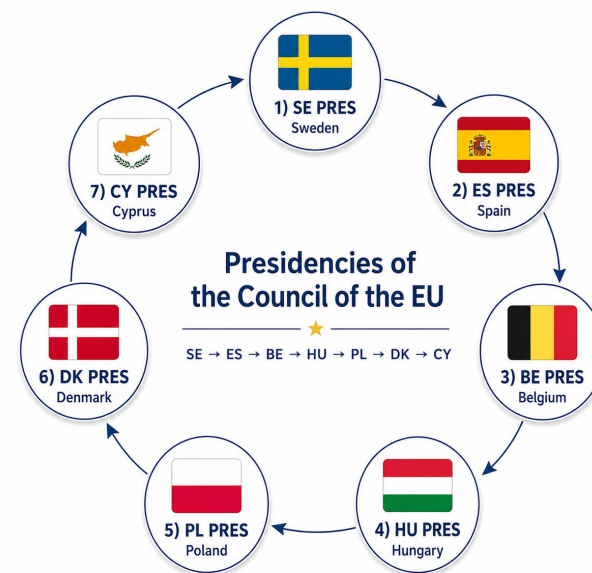 1) SE PRES
Sweden
2) ES PRES
Spain
3) BE PRES
Belgium
4) HU PRES
Hungary
5) PL PRES
Poland
6) DK PRES
Denmark
7) CY PRES
Cyprus
Presidencies of
the Council of the EU
SE → ES → BE → HU → PL → DK → CY